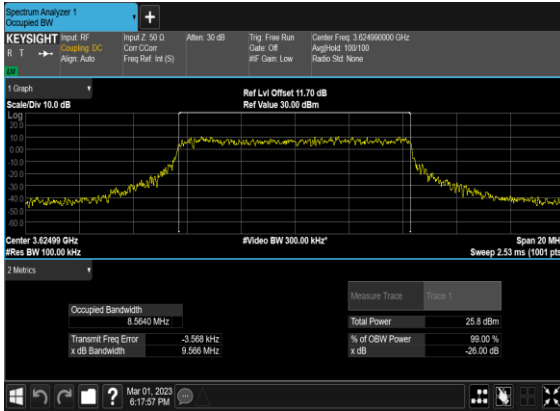 Spectrum Analyzer 1
Occupied BW
+
KEYSIGHT Input: RF Input Z: 50 Ω Atten: 30 dB Trig: Free Run Center Freq: 3.624990000 GHz
R T Coupling: DC Corr CCorr Gate: Off Avg|Hold: 100/100
Align: Auto Freq Ref: Int (S) #IF Gain: Low Radio Std: None
1 Graph
Ref Lvl Offset 11.70 dB
Scale/Div 10.0 dB Ref Value 30.00 dBm
Log
20.0
10.0
0.00
-10.0
-20.0
-30.0
-40.0
-50.0
-60.0
Center 3.62499 GHz #Video BW 300.00 kHz* Span 20 MH
#Res BW 100.00 kHz Sweep 2.53 ms (1001 pts
2 Metrics
Measure Trace Trace 1
Occupied Bandwidth
8.5640 MHz Total Power 25.8 dBm
Transmit Freq Error -3.568 kHz % of OBW Power 99.00 %
x dB Bandwidth 9.566 MHz x dB -26.00 dB
? Mar 01, 2023
6:17:57 PM